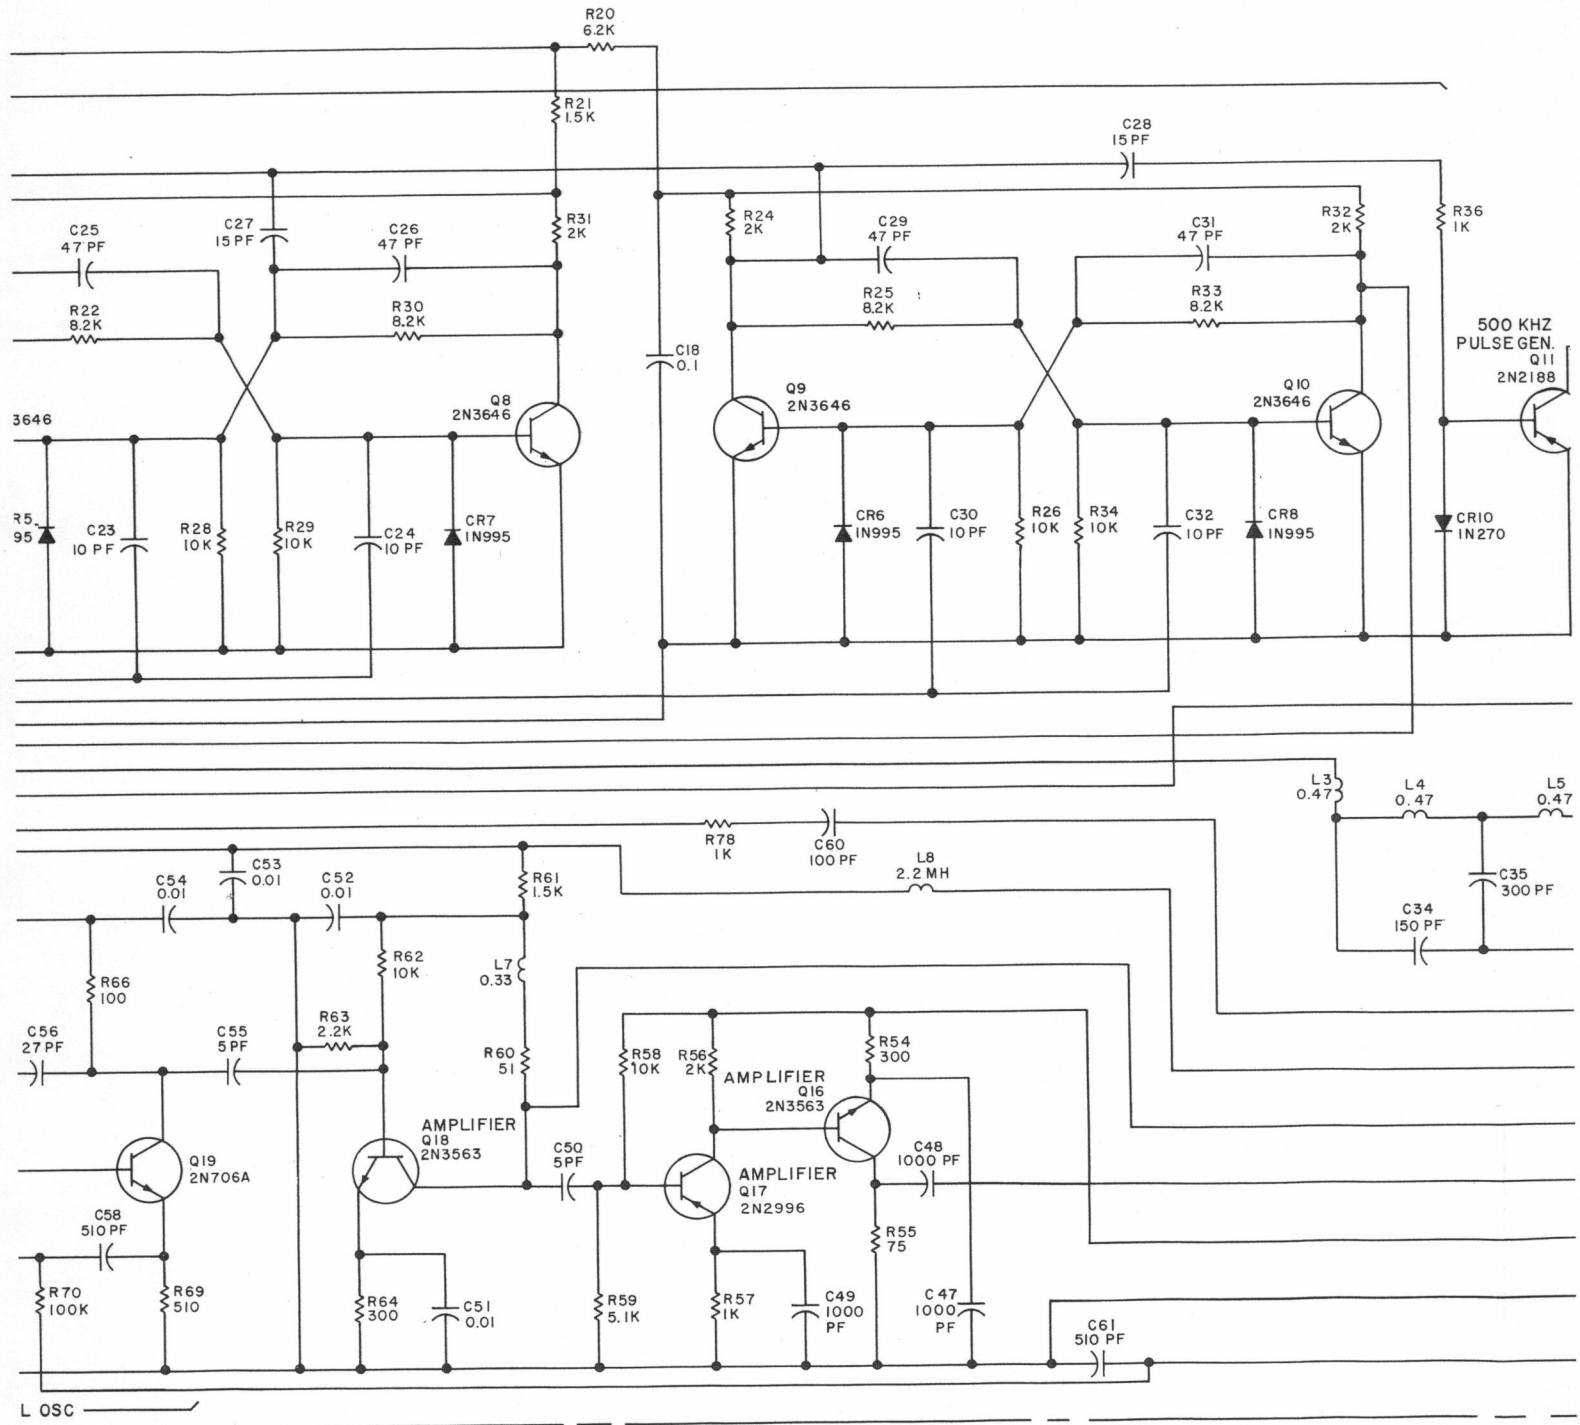 R20
6.2K
R21
1.5K
C28
15 PF
C25
47 PF
C27
15 PF
C26
47 PF
R31
2K
R24
2K
C29
47 PF
C31
47 PF
R32
2K
R36
1K
R22
8.2K
R30
8.2K
R25
8.2K
R33
8.2K
C18
0.1
500 KHZ
PULSE GEN.
Q11
2N2188
3646
Q8
2N3646
Q9
2N3646
Q10
2N3646
R5
95
C23
10 PF
R28
10K
R29
10K
C24
10 PF
CR7
1N995
CR6
1N995
C30
10 PF
R26
10K
R34
10K
C32
10 PF
CR8
1N995
CR10
1N270
L3
0.47
L4
0.47
L5
0.47
R78
1K
C60
100 PF
L8
2.2 MH
C54
0.01
C53
0.01
C52
0.01
R61
1.5K
C35
300 PF
C34
150 PF
R66
100
R62
10K
L7
0.33
C56
27 PF
C55
5 PF
R63
2.2K
R60
51
R58
10K
R56
2K
R54
300
AMPLIFIER
Q16
2N3563
Q19
2N706A
AMPLIFIER
Q18
2N3563
C50
5PF
AMPLIFIER
Q17
2N2996
C48
1000 PF
C58
510 PF
R55
75
R70
100K
R69
510
R64
300
C51
0.01
R59
5.1K
R57
1K
C49
1000
PF
C47
1000
PF
C61
510 PF
L OSC